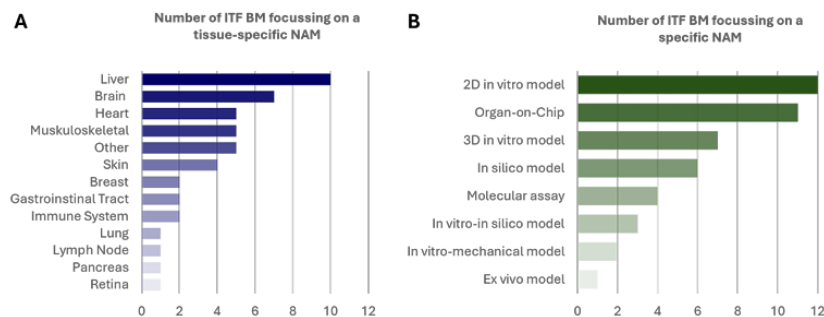 A
Number of ITF BM focussing on a
tissue-specific NAM
Liver
Brain
Heart
Muskuloskeletal
Other
Skin
Breast
Gastroinstinal Tract
Immune System
Lung
Lymph Node
Pancreas
Retina
0 2 4 6 8 10 12
B
Number of ITF BM focussing on a
specific NAM
2D in vitro model
Organ-on-Chip
3D in vitro model
In silico model
Molecular assay
In vitro-in silico model
In vitro-mechanical model
Ex vivo model
0 2 4 6 8 10 12